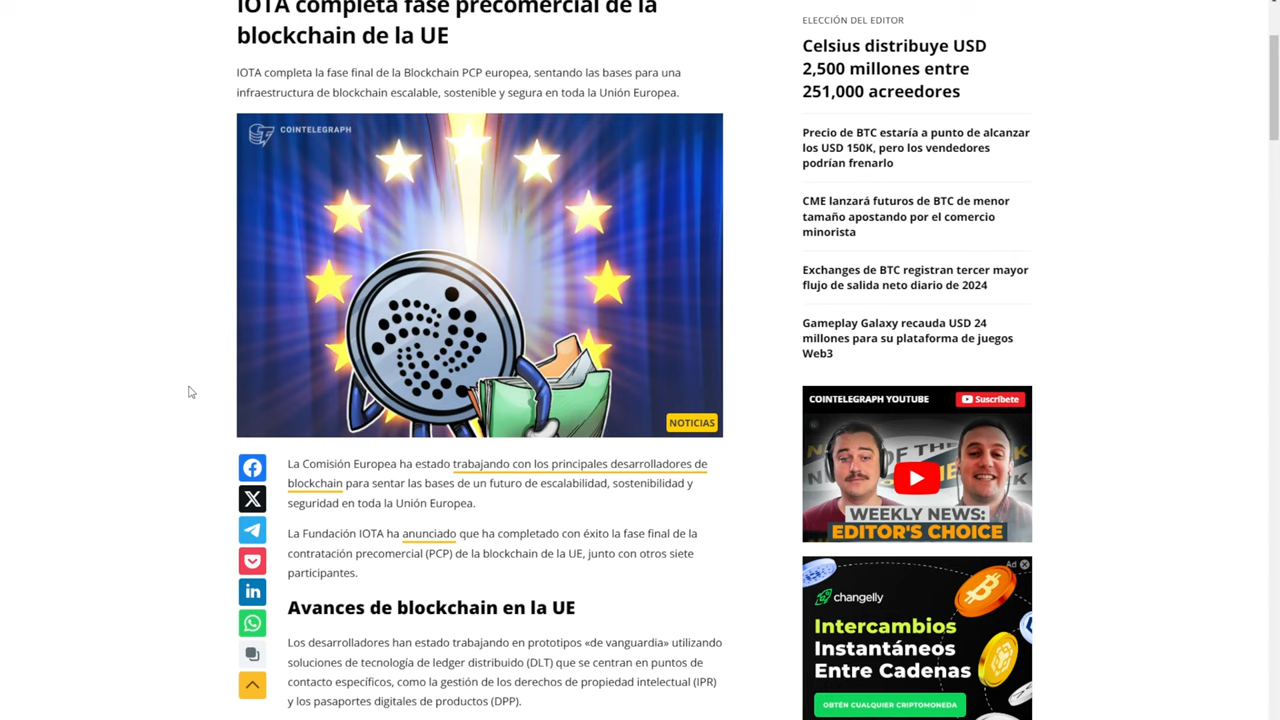 IOTA completa fase precomercial de la
blockchain de la UE
IOTA completa la fase final de la Blockchain PCP europea, sentando las bases para una
infraestructura de blockchain escalable, sostenible y segura en toda la Unión Europea.
COINTELEGRAPH
NOTICIAS
La Comisión Europea ha estado trabajando con los principales desarrolladores de
blockchain para sentar las bases de un futuro de escalabilidad, sostenibilidad y
seguridad en toda la Unión Europea.
La Fundación IOTA ha anunciado que ha completado con éxito la fase final de la
contratación precomercial (PCP) de la blockchain de la UE, junto con otros siete
participantes.
Avances de blockchain en la UE
Los desarrolladores han estado trabajando en prototipos «de vanguardia» utilizando
soluciones de tecnología de ledger distribuido (DLT) que se centran en puntos de
contacto específicos, como la gestión de los derechos de propiedad intelectual (IPR)
y los pasaportes digitales de productos (DPP).
ELECCIÓN DEL EDITOR
Celsius distribuye USD
2,500 millones entre
251,000 acreedores
Precio de BTC estaría a punto de alcanzar
los USD 150K, pero los vendedores
podrían frenarlo
CME lanzará futuros de BTC de menor
tamaño apostando por el comercio
minorista
Exchanges de BTC registran tercer mayor
flujo de salida neto diario de 2024
Gameplay Galaxy recauda USD 24
millones para su plataforma de juegos
Web3
COINTELEGRAPH YOUTUBE
Suscríbete
WEEKLY NEWS:
EDITOR'S CHOICE
Ad
changelly
Intercambios
Instantáneos
Entre Cadenas
OBTÉN CUALQUIER CRIPTOMONEDA